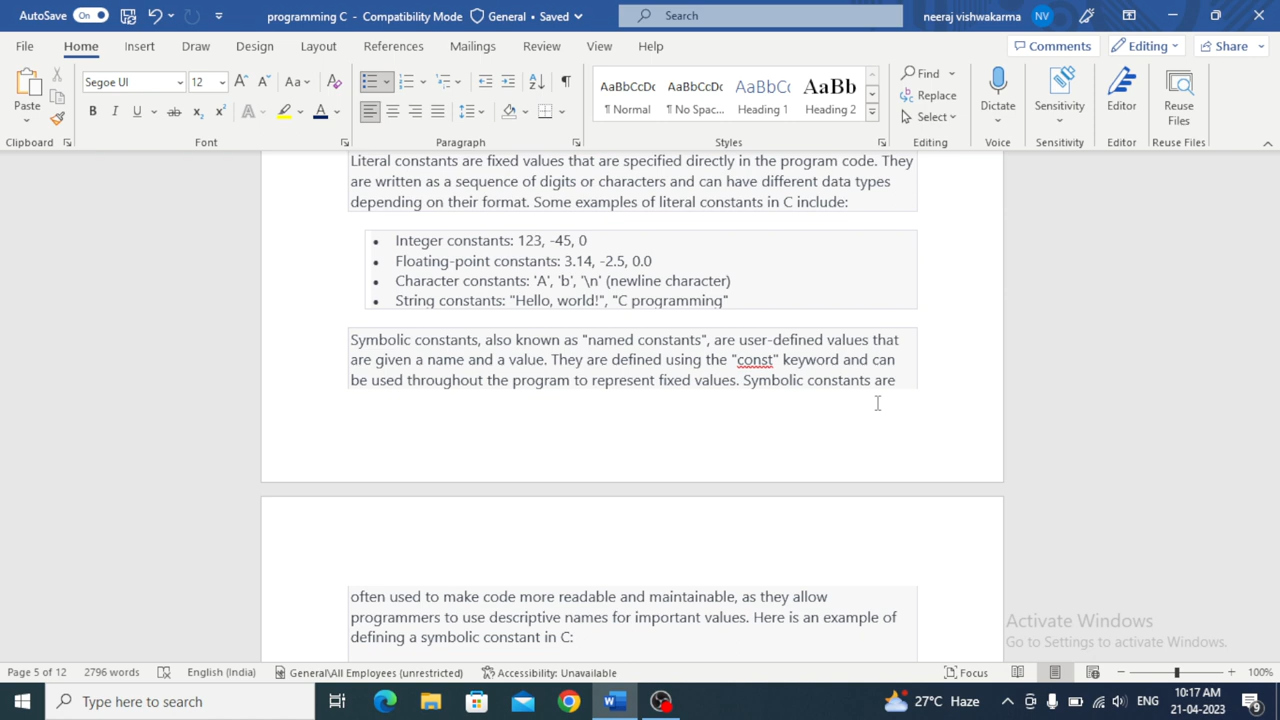 AutoSave On programming C - Compatibility Mode General Saved Search neeraj vishwakarma NV
File Home Insert Draw Design Layout References Mailings Review View Help Comments Editing Share
Paste Segoe UI 12 Aa
B I U ab x₂ x² A A
Clipboard Font Paragraph Styles Editing Voice Sensitivity Editor Reuse Files
AaBbCcDc AaBbCcDc AaBbCc AaBb
¶ Normal ¶ No Spac... Heading 1 Heading 2
Find
Replace
Select
Dictate
Sensitivity
Editor
Reuse
Files
Literal constants are fixed values that are specified directly in the program code. They
are written as a sequence of digits or characters and can have different data types
depending on their format. Some examples of literal constants in C include:
• Integer constants: 123, -45, 0
• Floating-point constants: 3.14, -2.5, 0.0
• Character constants: 'A', 'b', '\n' (newline character)
• String constants: "Hello, world!", "C programming"
Symbolic constants, also known as "named constants", are user-defined values that
are given a name and a value. They are defined using the "const" keyword and can
be used throughout the program to represent fixed values. Symbolic constants are
often used to make code more readable and maintainable, as they allow
programmers to use descriptive names for important values. Here is an example of
defining a symbolic constant in C:
Activate Windows
Go to Settings to activate Windows.
Page 5 of 12 2796 words English (India) General\All Employees (unrestricted) Accessibility: Unavailable Focus 100%
Type here to search 27°C Haze ENG 10:17 AM
21-04-2023 9